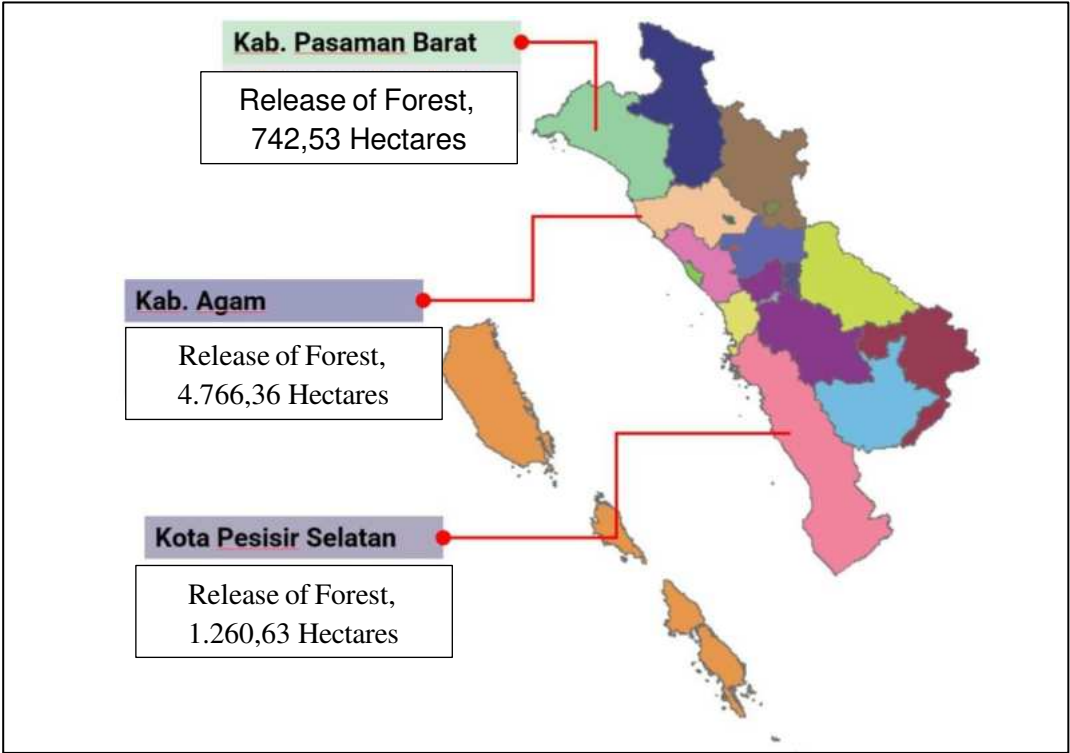 Kab. Pasaman Barat
Release of Forest,
742,53 Hectares
Kab. Agam
Release of Forest,
4.766,36 Hectares
Kota Pesisir Selatan
Release of Forest,
1.260,63 Hectares